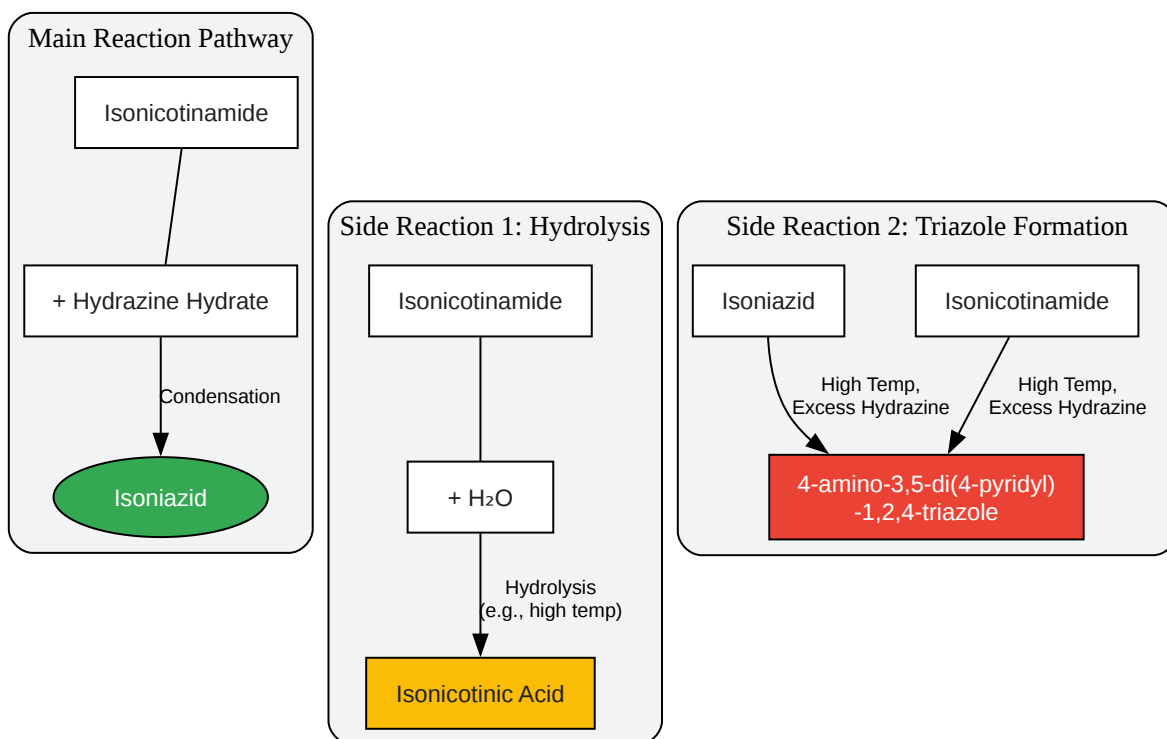 Main Reaction Pathway
Isonicotinamide
+ Hydrazine Hydrate
Condensation
Isoniazid
Side Reaction 1: Hydrolysis
Isonicotinamide
+ H₂O
Hydrolysis
(e.g., high temp)
Isonicotinic Acid
Side Reaction 2: Triazole Formation
Isoniazid
Isonicotinamide
High Temp,
Excess Hydrazine
High Temp,
Excess Hydrazine
4-amino-3,5-di(4-pyridyl)
-1,2,4-triazole